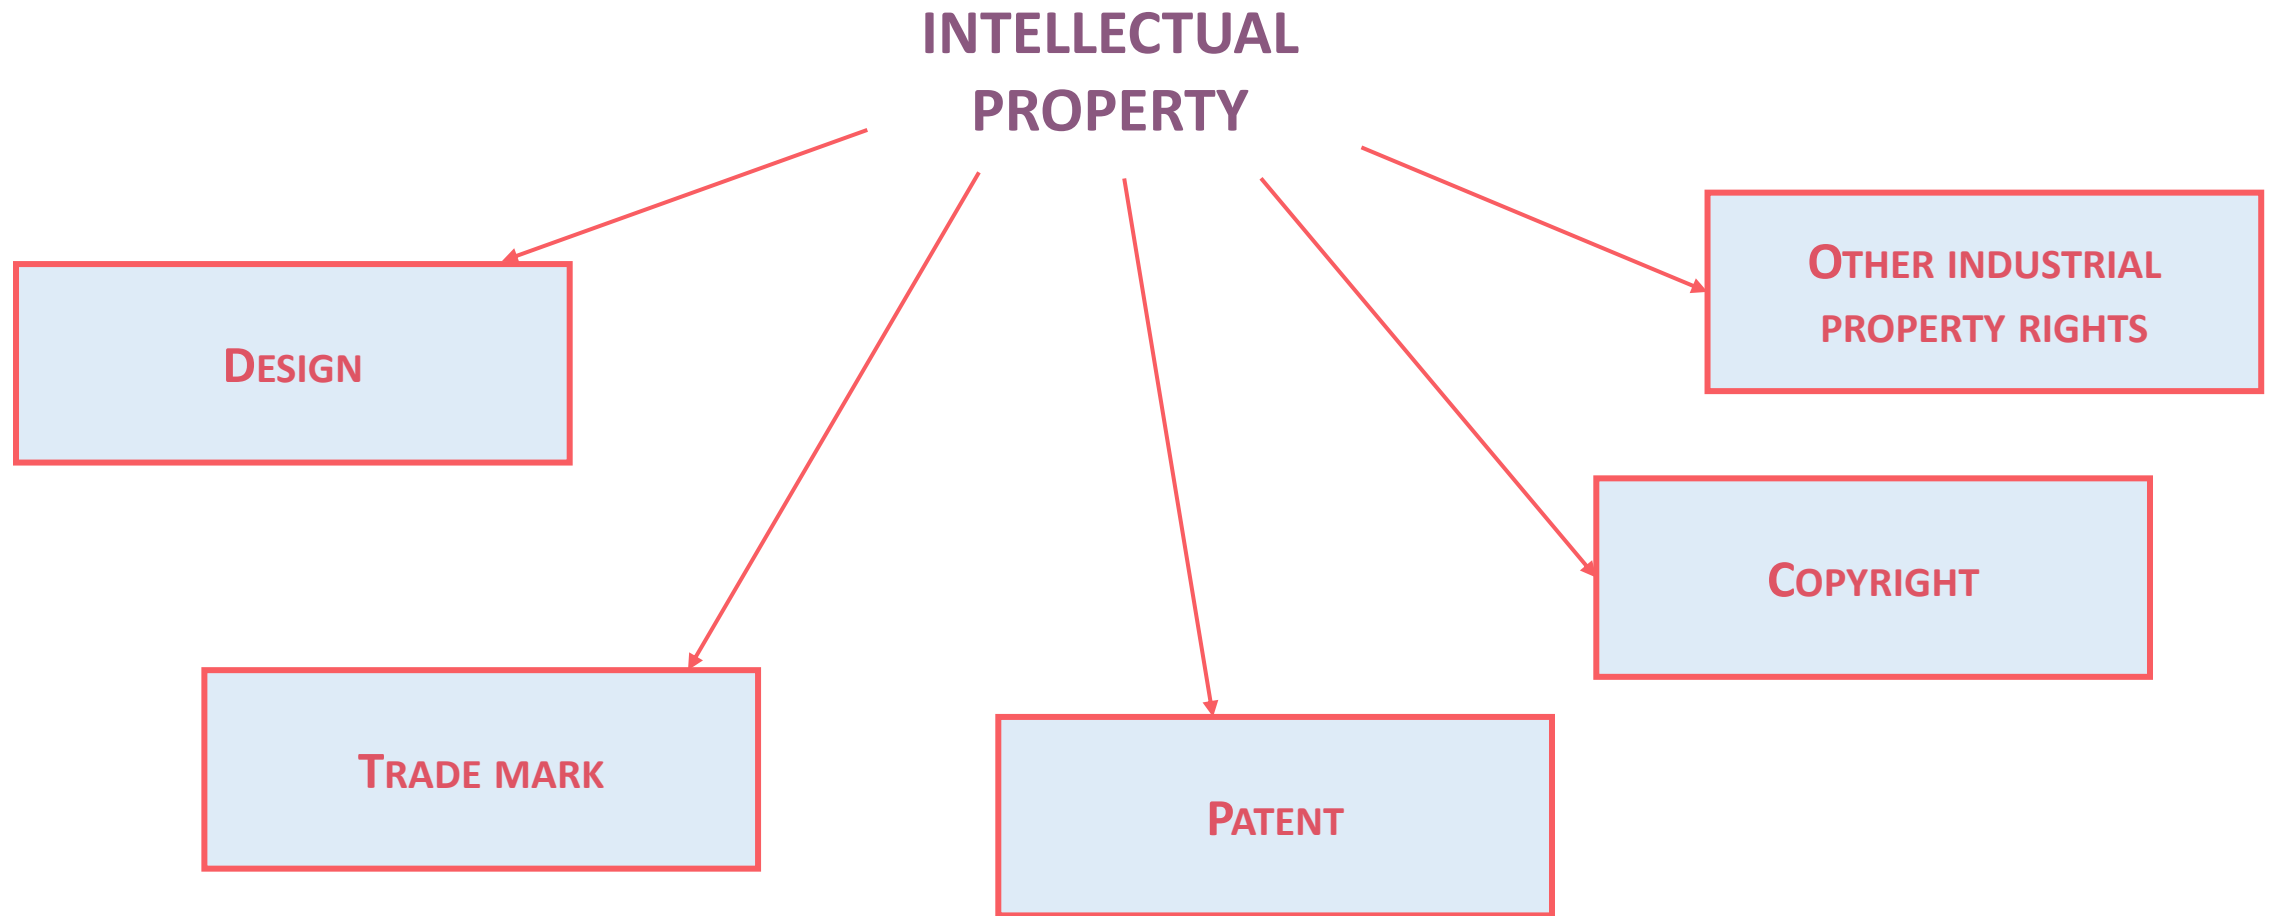 INTELLECTUAL
PROPERTY
OTHER INDUSTRIAL
PROPERTY RIGHTS
DESIGN
COPYRIGHT
TRADE MARK
PATENT